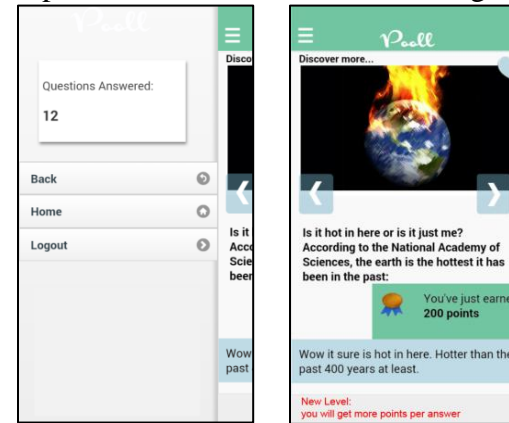 Pooll
Questions Answered:
12
Back
Home
Logout
Disco
Is it
Acco
Scie
beer
Wow
past
Pooll
Discover more...
Is it hot in here or is it just me?
According to the National Academy of
Sciences, the earth is the hottest it has
been in the past:
You've just earne
200 points
Wow it sure is hot in here. Hotter than the
past 400 years at least.
New Level:
you will get more points per answer